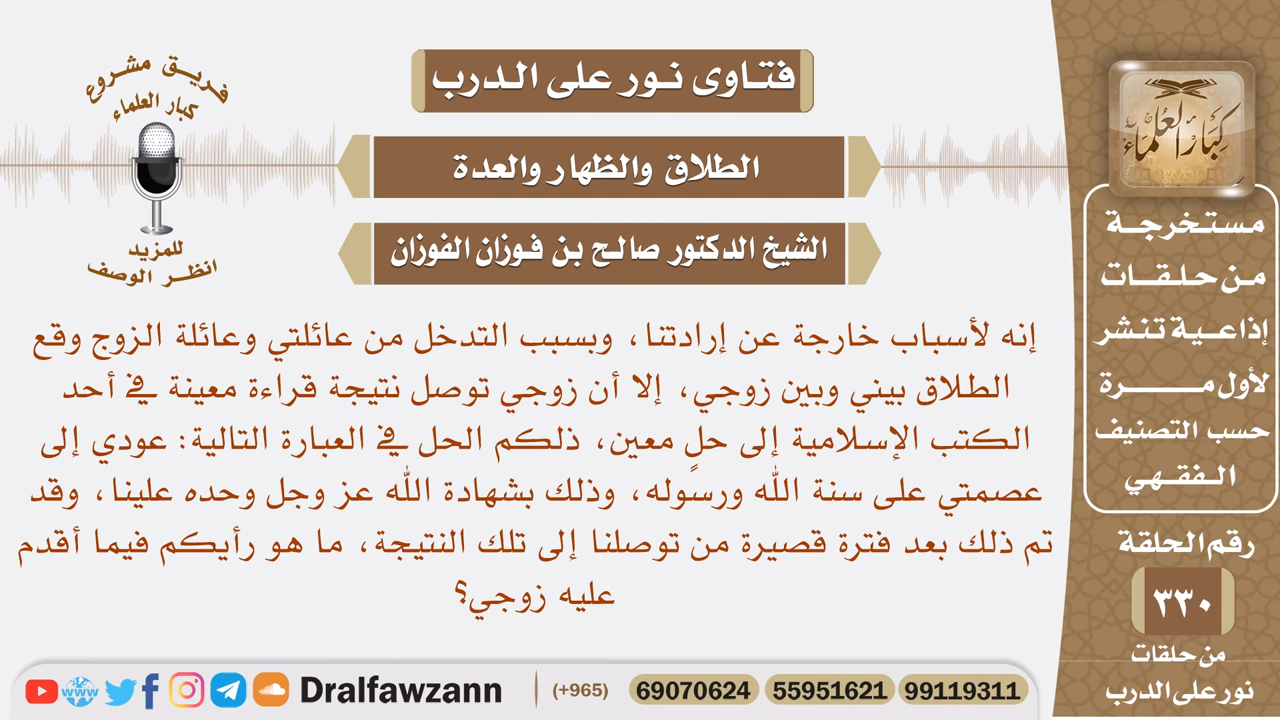 فريق مشروع
كبار العلماء
للمزيد
انظر الوصف
فتاوى نور على الدرب
الطلاق والظهار والعدة
الشيخ الدكتور صالح بن فوزان الفوزان
إنه لأسباب خارجة عن إرادتنا، وبسبب التدخل من عائلتي وعائلة الزوج وقع
الطلاق بيني وبين زوجي، إلا أن زوجي توصل نتيجة قراءة معينة في أحد
الكتب الإسلامية إلى حلٍ معين، ذلكم الحل في العبارة التالية: عودي إلى
عصمتي على سنة الله ورسوله، وذلك بشهادة الله عز وجل وحده علينا، وقد
تم ذلك بعد فترة قصيرة من توصلنا إلى تلك النتيجة، ما هو رأيكم فيما أقدم
عليه زوجي؟
كبار العلماء
مستخرجة
من حلقات
إذاعية تنشر
لأول مرة
حسب التصنيف
الفقهي
رقم الحلقة
٣٣٠
من حلقات
نور على الدرب
www
Dralfawzann
(+965)
69070624
55951621
99119311